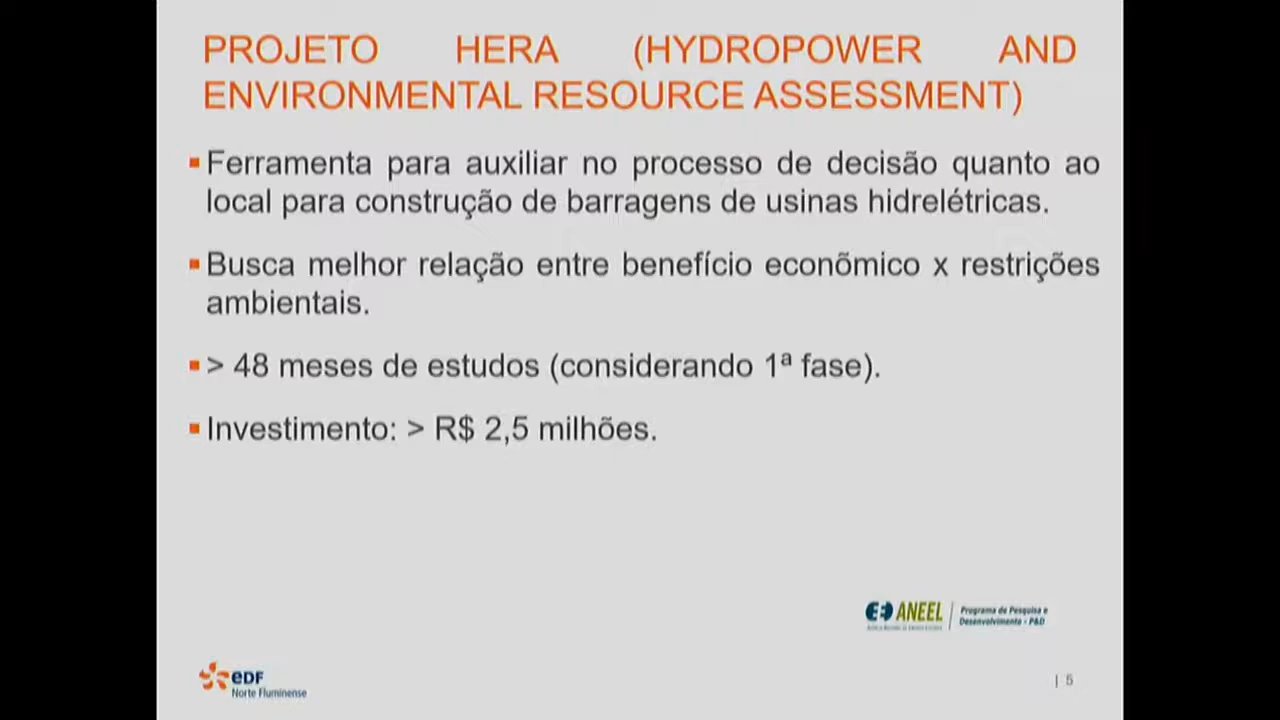 PROJETO HERA (HYDROPOWER AND
ENVIRONMENTAL RESOURCE ASSESSMENT)
▪Ferramenta para auxiliar no processo de decisão quanto ao
local para construção de barragens de usinas hidrelétricas.
▪Busca melhor relação entre benefício econômico x restrições
ambientais.
▪> 48 meses de estudos (considerando 1ª fase).
▪Investimento: > R$ 2,5 milhões.
ANEEL
Programa de Pesquisa e
Desenvolvimento - P&D
eDF
Norte Fluminense
| 5